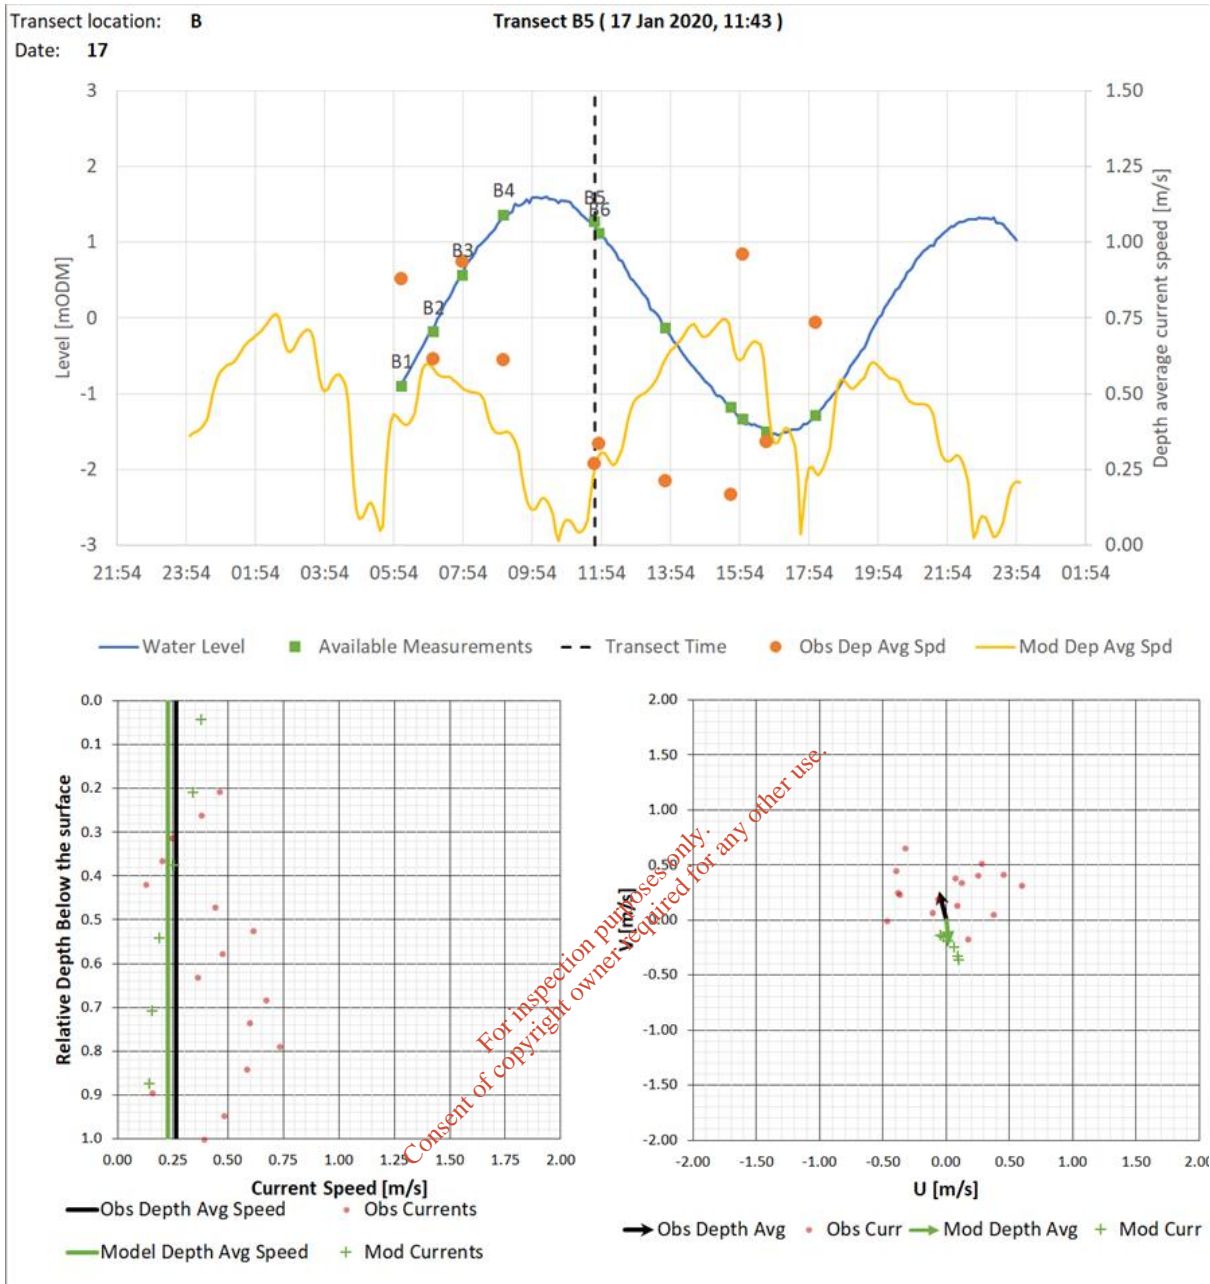 Transect location: B
Transect B5 ( 17 Jan 2020, 11:43 )
Date: 17
3
2
1
0
-1
-2
-3
Level [mODM]
1.50
1.25
1.00
0.75
0.50
0.25
0.00
Depth average current speed [m/s]
B1
B2
B3
B4
B5
B6
21:54 23:54 01:54 03:54 05:54 07:54 09:54 11:54 13:54 15:54 17:54 19:54 21:54 23:54 01:54
Water Level Available Measurements Transect Time Obs Dep Avg Spd Mod Dep Avg Spd
0.0
0.1
0.2
0.3
0.4
0.5
0.6
0.7
0.8
0.9
1.0
Relative Depth Below the surface
0.00 0.25 0.50 0.75 1.00 1.25 1.50 1.75 2.00
Current Speed [m/s]
Obs Depth Avg Speed Obs Currents
Model Depth Avg Speed Mod Currents
2.00
1.50
1.00
0.50
0.00
-0.50
-1.00
-1.50
-2.00
V [m/s]
-2.00 -1.50 -1.00 -0.50 0.00 0.50 1.00 1.50 2.00
U [m/s]
Obs Depth Avg Obs Curr Mod Depth Avg Mod Curr
For inspection purposes only.
Consent of copyright owner required for any other use.